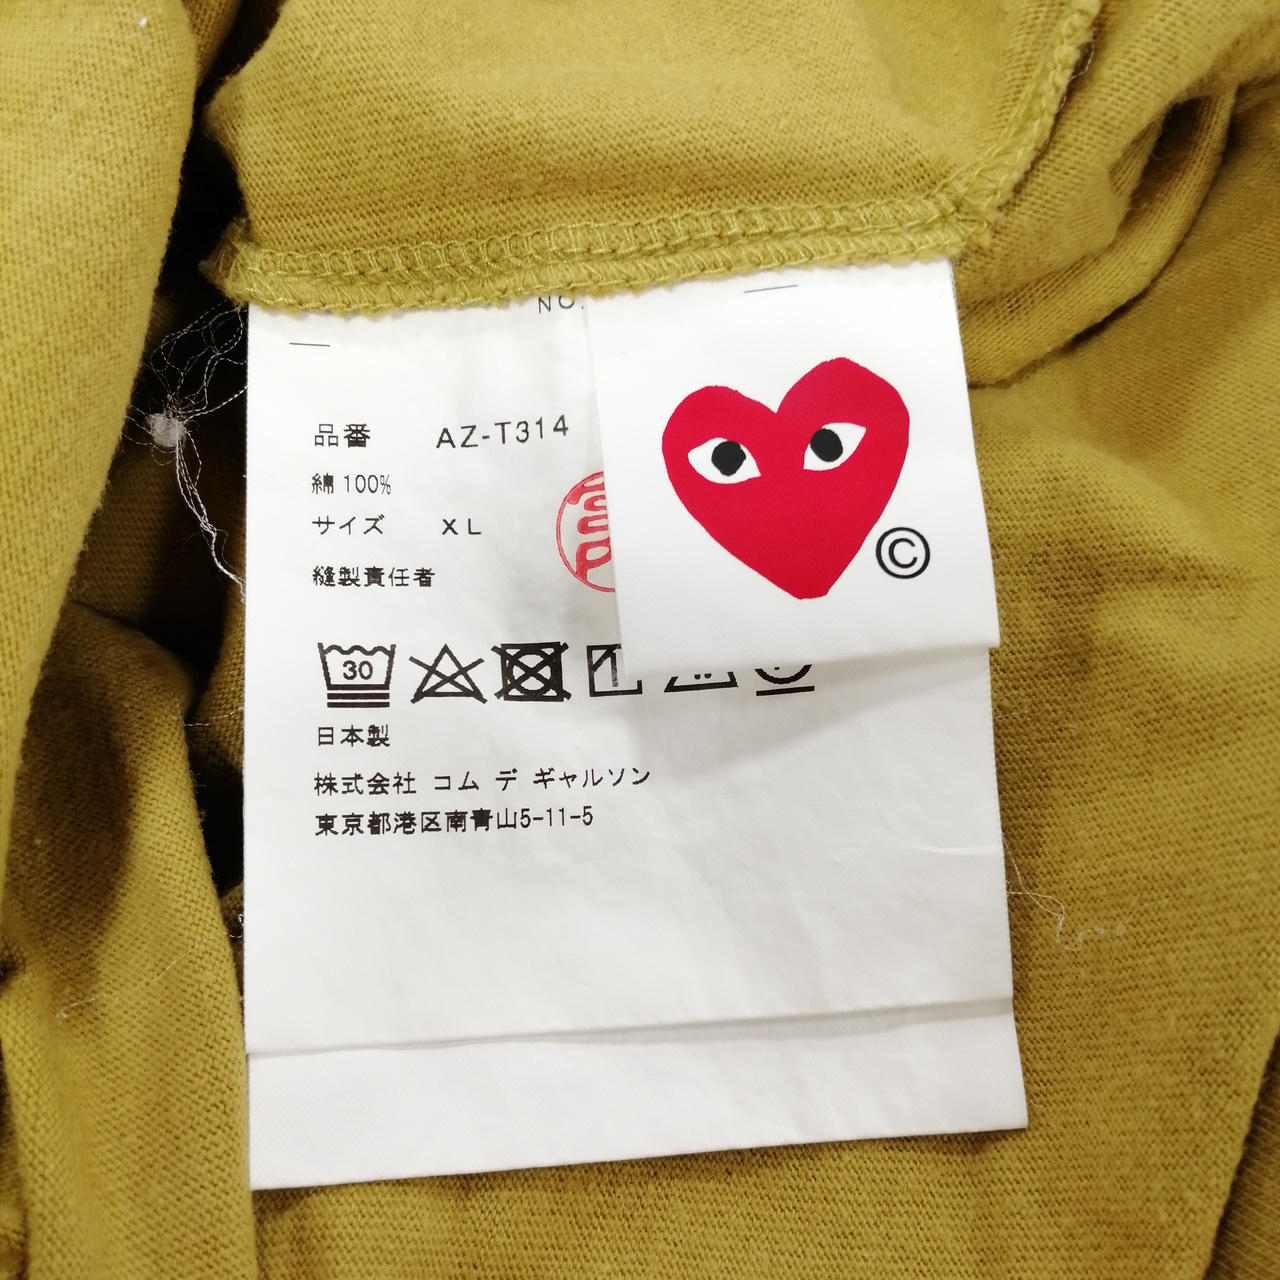 NO.
品番 AZ-T314
綿 100%
サイズ XL
縫製責任者
©
30
日本製
株式会社 コム デ ギャルソン
東京都港区南青山5-11-5